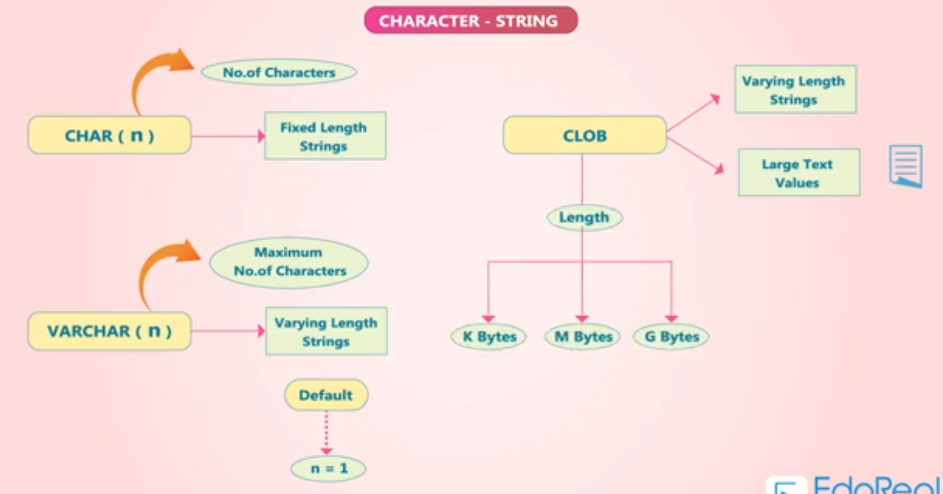 CHARACTER - STRING
No.of Characters
CHAR ( n )
Fixed Length
Strings
Maximum
No.of Characters
VARCHAR ( n )
Varying Length
Strings
Default
n = 1
CLOB
Varying Length
Strings
Large Text
Values
Length
K Bytes
M Bytes
G Bytes